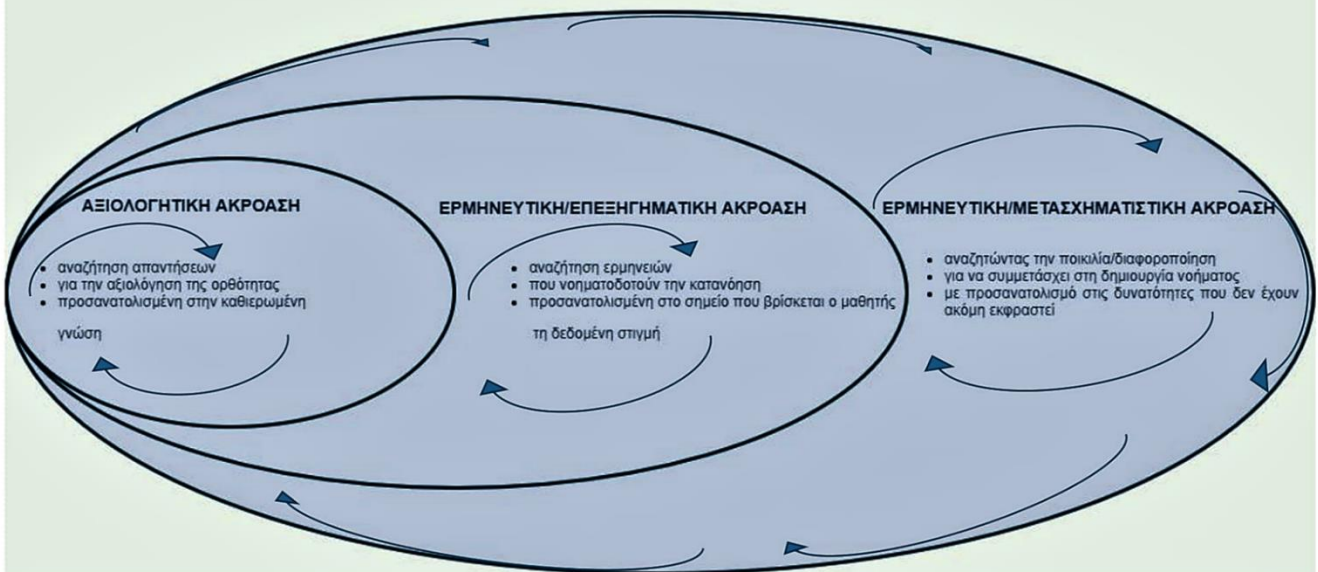 ΑΞΙΟΛΟΓΗΤΙΚΗ ΑΚΡΟΑΣΗ
• αναζήτηση απαντήσεων
• για την αξιολόγηση της ορθότητας
• προσανατολισμένη στην καθιερωμένη
γνώση
ΕΡΜΗΝΕΥΤΙΚΗ/ΕΠΕΞΗΓΗΜΑΤΙΚΗ ΑΚΡΟΑΣΗ
• αναζήτηση ερμηνειών
• που νοηματοδοτούν την κατανόηση
• προσανατολισμένη στο σημείο που βρίσκεται ο μαθητής
τη δεδομένη στιγμή
ΕΡΜΗΝΕΥΤΙΚΗ/ΜΕΤΑΣΧΗΜΑΤΙΣΤΙΚΗ ΑΚΡΟΑΣΗ
• αναζητώντας την ποικιλία/διαφοροποίηση
• για να συμμετάσχει στη δημιουργία νοήματος
• με προσανατολισμό στις δυνατότητες που δεν έχουν
ακόμη εκφραστεί